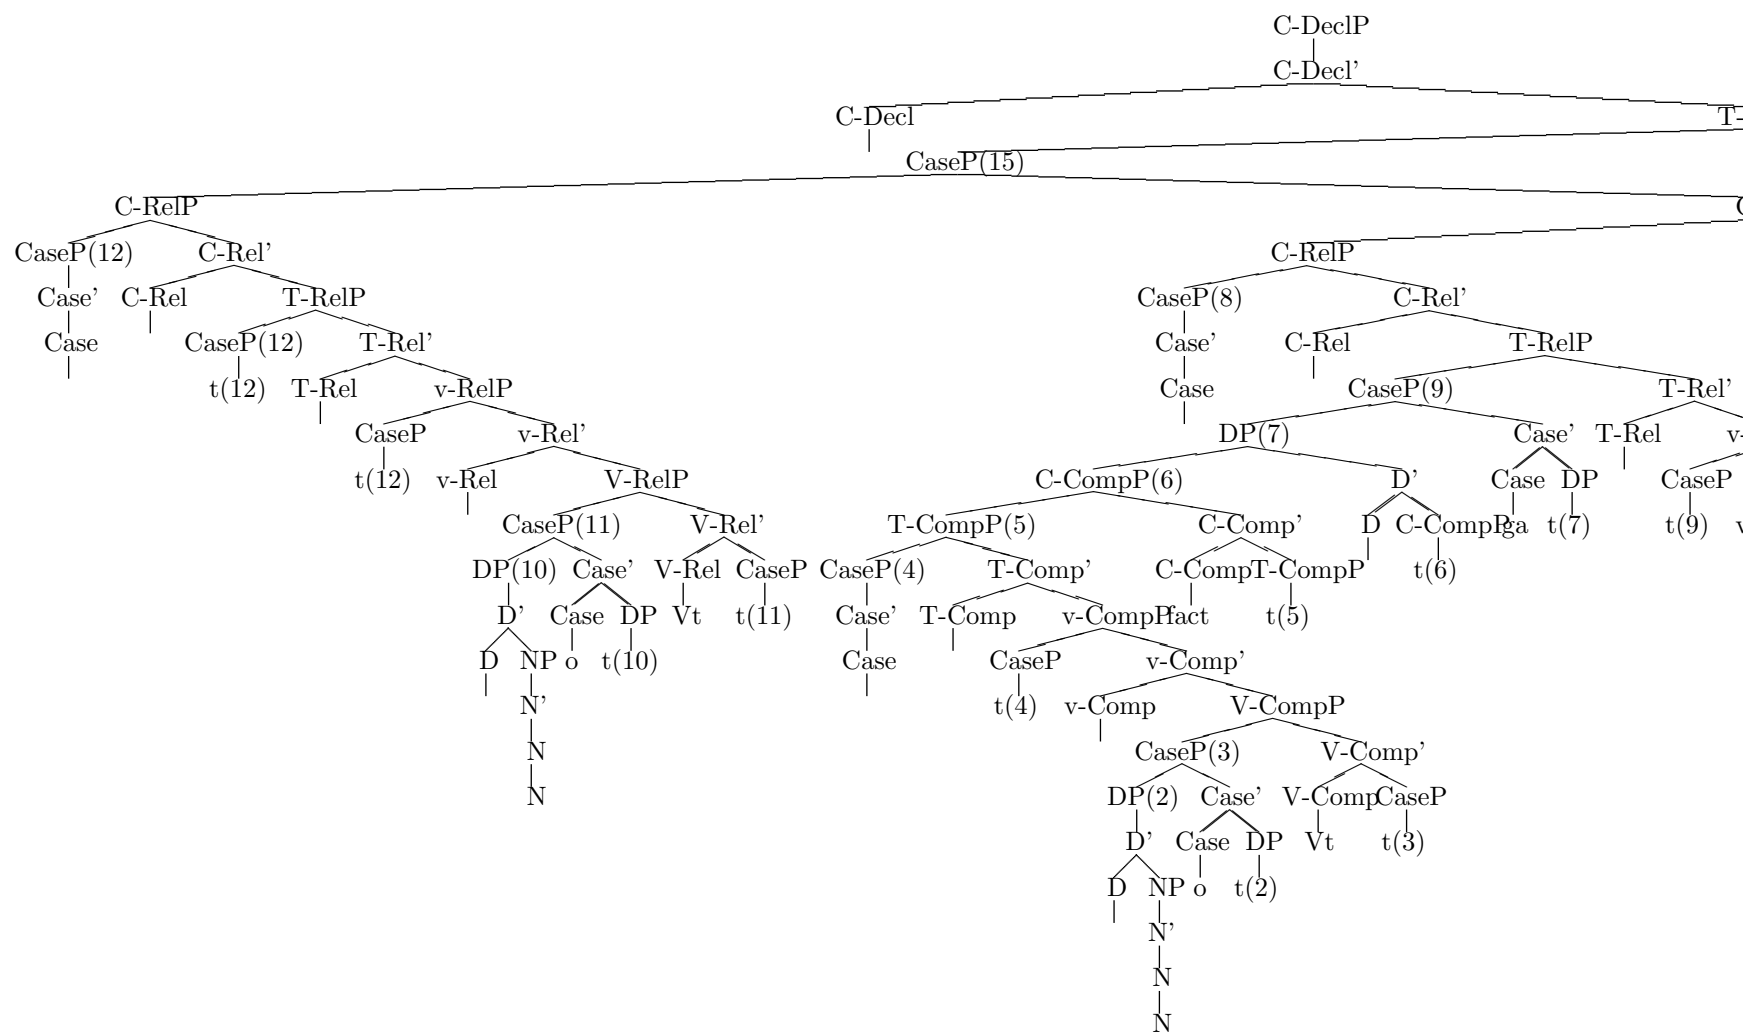 C-DeclP
C-Decl’
C-Decl T-
CaseP(15)
C-RelP C
CaseP(12) C-Rel’ C-RelP
Case’ C-Rel T-RelP CaseP(8) C-Rel’
Case CaseP(12) T-Rel’ Case’ C-Rel T-RelP
t(12) T-Rel v-RelP Case CaseP(9) T-Rel’
CaseP v-Rel’ DP(7) Case’ T-Rel v-
t(12) v-Rel V-RelP C-CompP(6) D’ Case DP CaseP
CaseP(11) V-Rel’ T-CompP(5) C-Comp’ D C-CompP ga t(7) t(9) v
DP(10) Case’ V-Rel CaseP CaseP(4) T-Comp’ C-Comp T-CompP t(6)
D’ Case DP Vt t(11) Case’ T-Comp v-CompP fact t(5)
D NP o t(10) Case CaseP v-Comp’
N’ t(4) v-Comp V-CompP
N CaseP(3) V-Comp’
N DP(2) Case’ V-Comp CaseP
D’ Case DP Vt t(3)
D NP o t(2)
N’
N
N